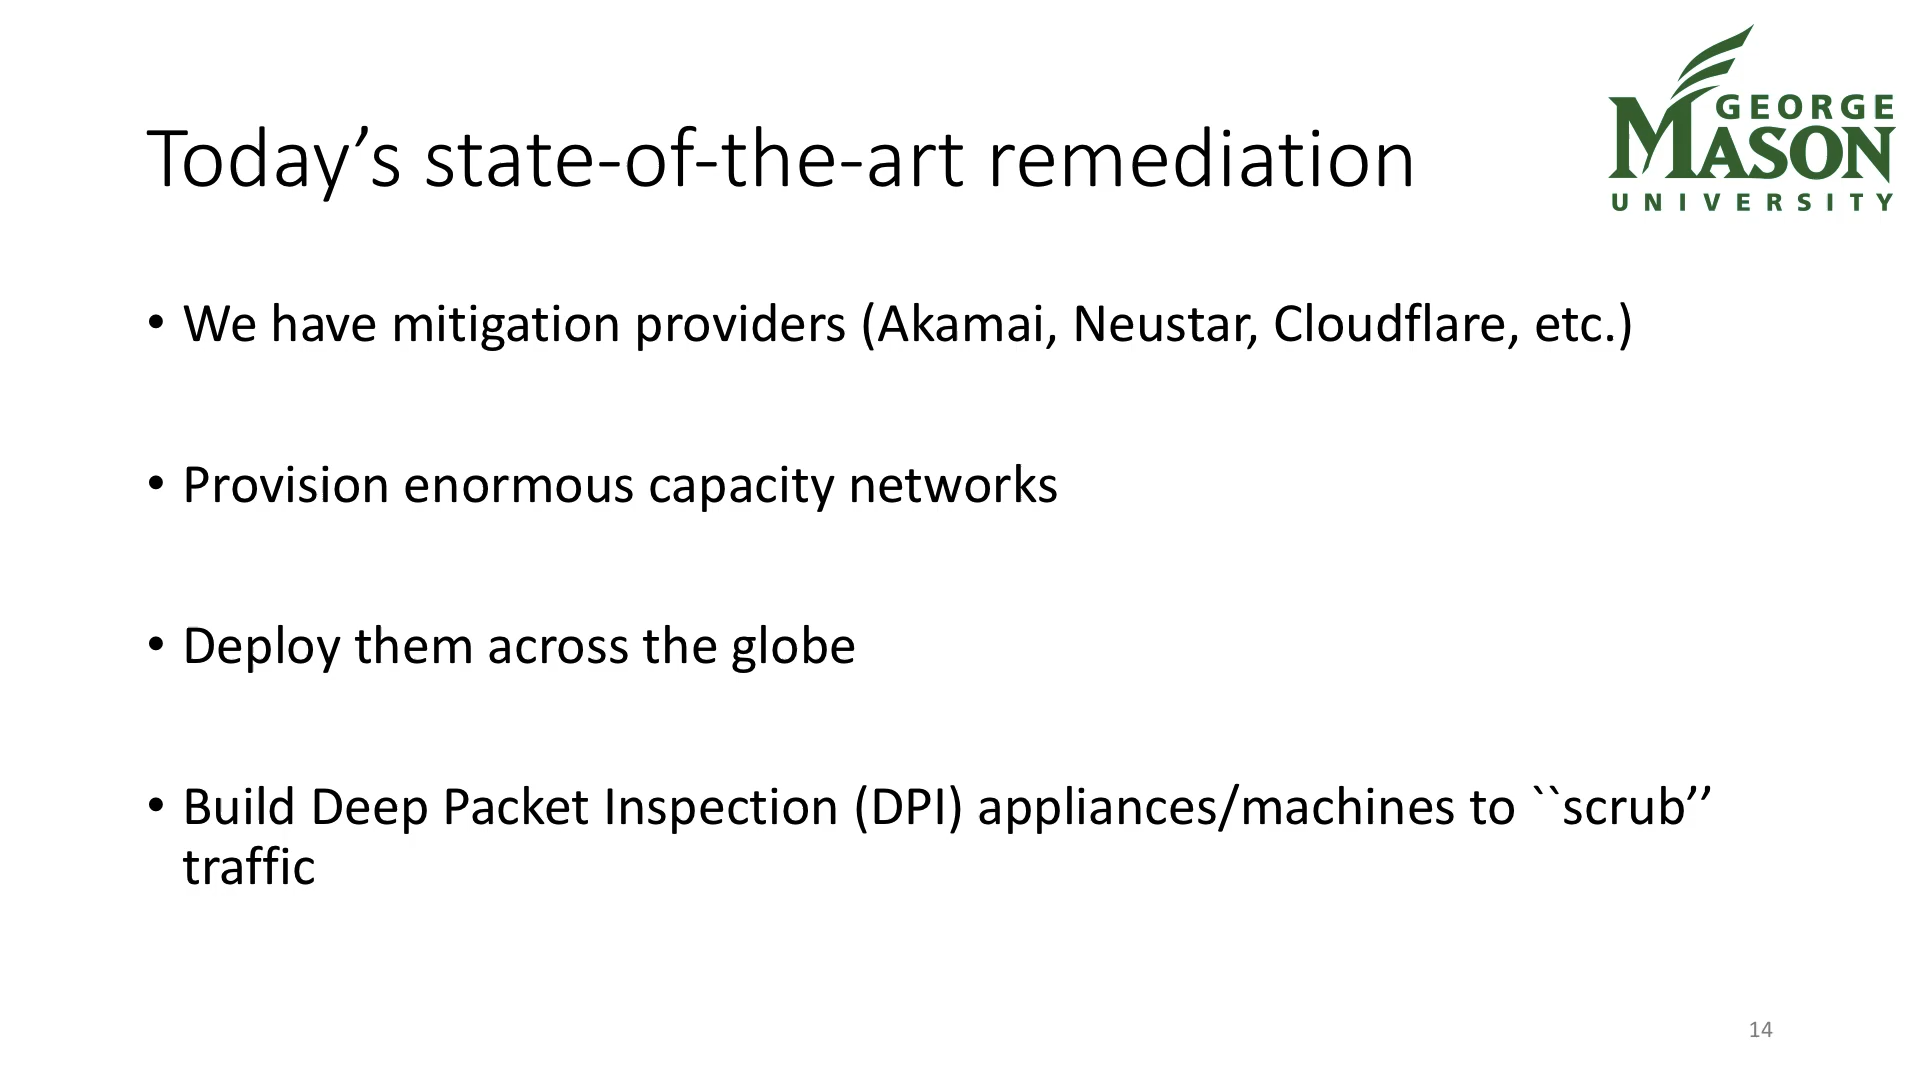 Today’s state-of-the-art remediation
GEORGE
MASON
UNIVERSITY
• We have mitigation providers (Akamai, Neustar, Cloudflare, etc.)
• Provision enormous capacity networks
• Deploy them across the globe
• Build Deep Packet Inspection (DPI) appliances/machines to ``scrub’’
traffic
14